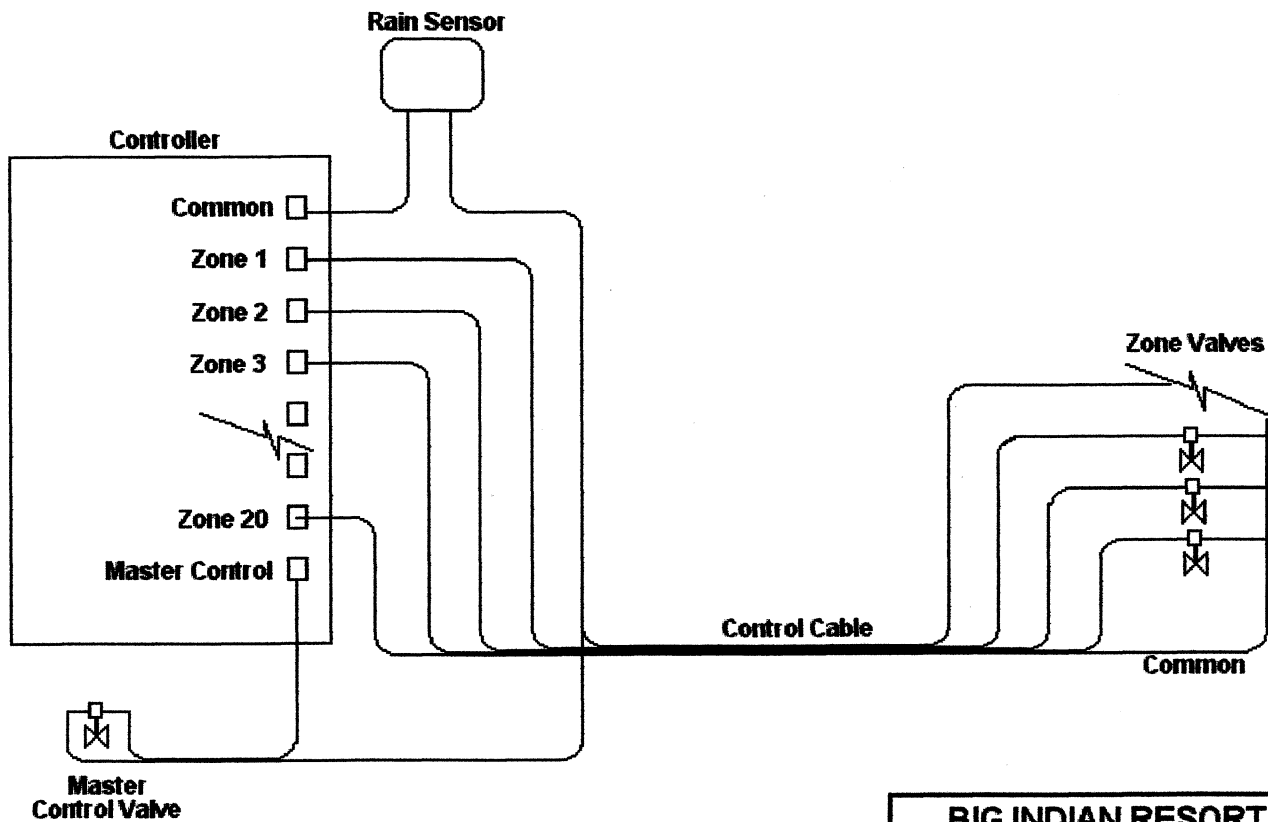 Rain Sensor
Controller
Common
Zone 1
Zone 2
Zone 3
Zone 20
Master Control
Zone Valves
Control Cable
Common
Master
Control Valve
BIG INDIAN RESORT